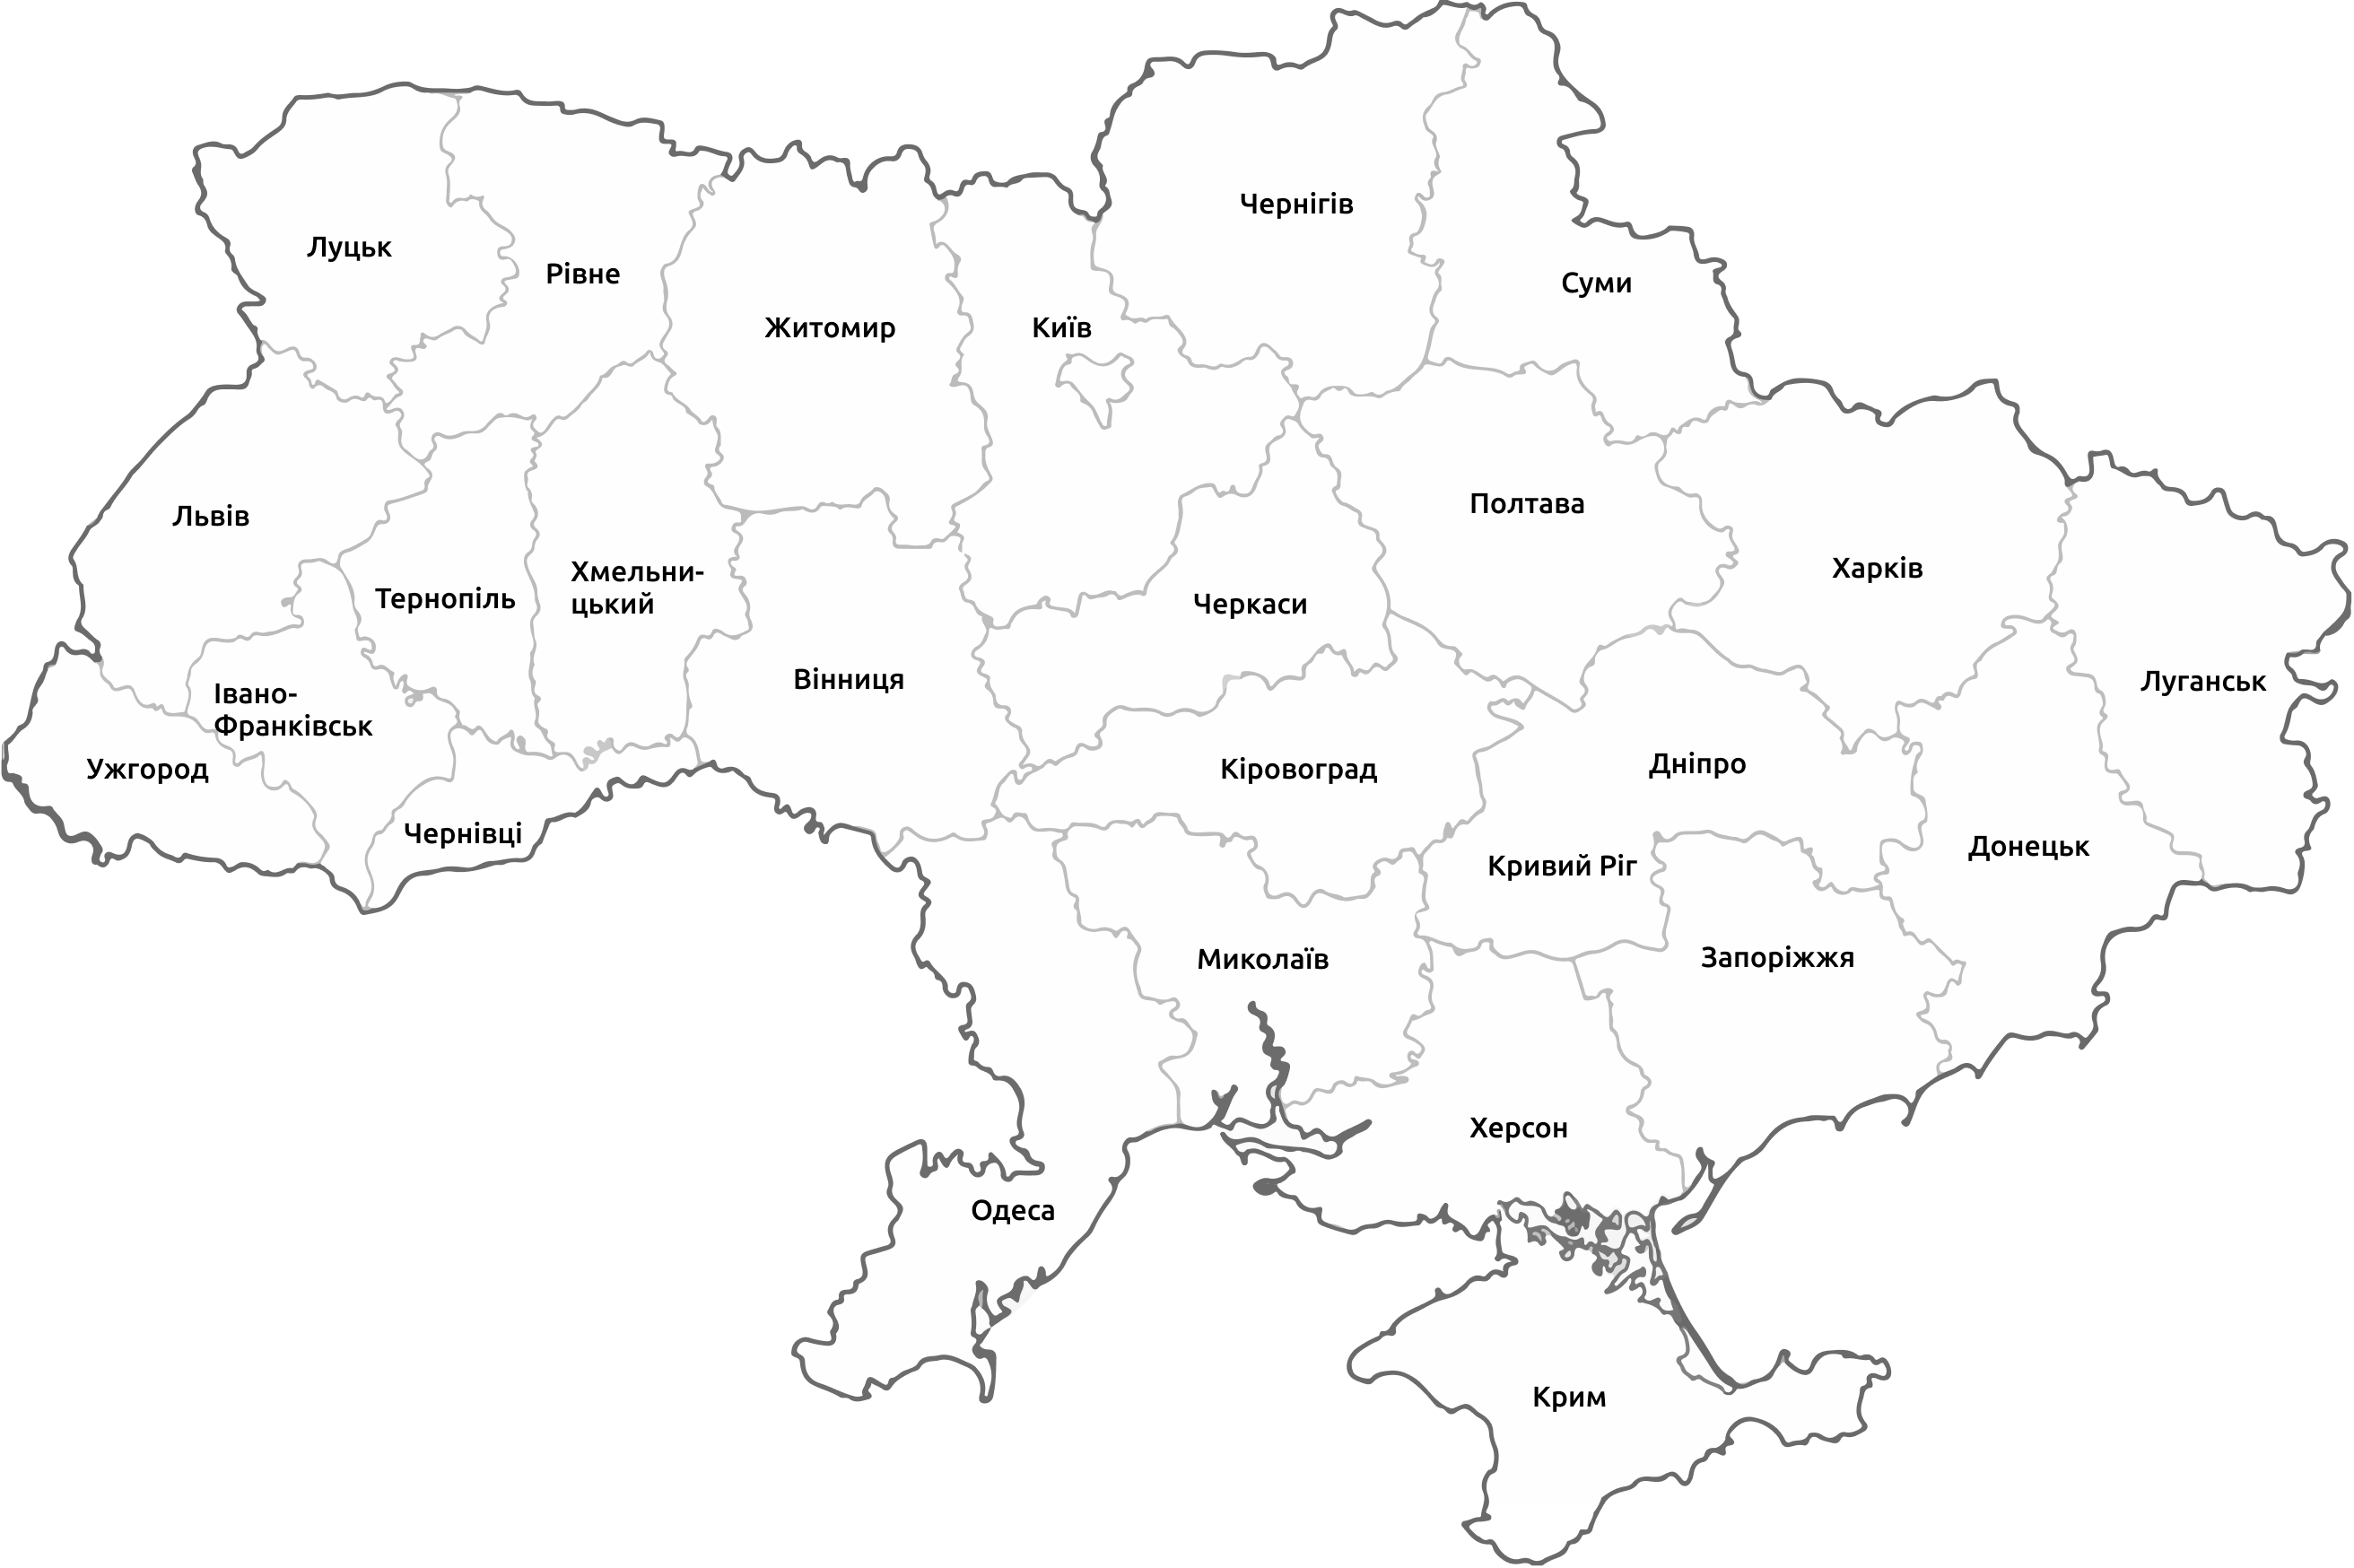 Чернігів
Луцьк
Рівне
Суми
Житомир
Київ
Львів
Полтава
Тернопіль
Хмельни-
цький
Черкаси
Харків
Івано-
Франківськ
Вінниця
Луганськ
Ужгород
Кіровоград
Дніпро
Чернівці
Кривий Ріг
Донецьк
Миколаїв
Запоріжжя
Херсон
Одеса
Крим